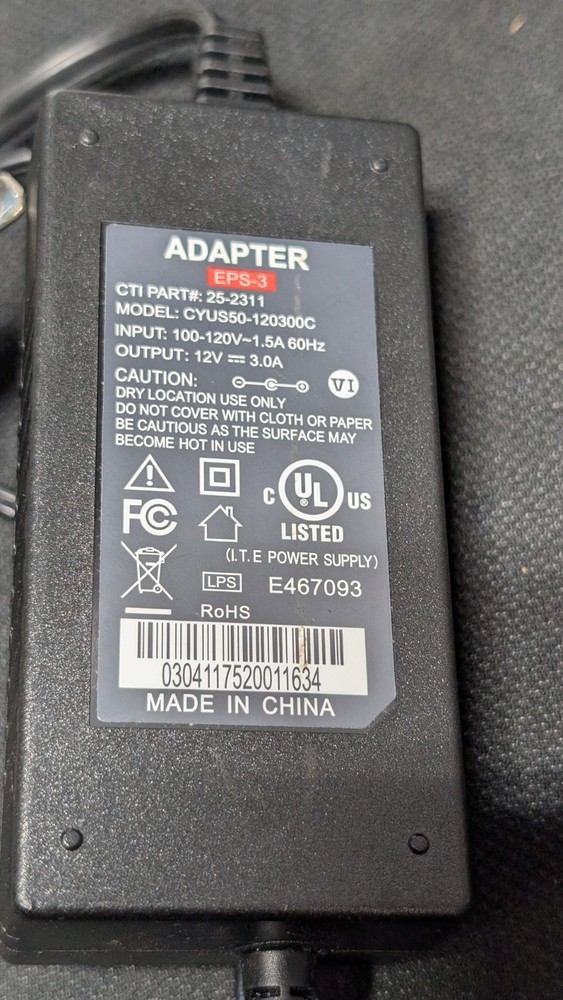 ADAPTER
EPS-3
CTI PART#: 25-2311
MODEL: CYUS50-120300C
INPUT: 100-120V~1.5A 60Hz
OUTPUT: 12V ⎓ 3.0A
CAUTION:
VI
DRY LOCATION USE ONLY
DO NOT COVER WITH CLOTH OR PAPER
BE CAUTIOUS AS THE SURFACE MAY
BECOME HOT IN USE
C UL ® US
LISTED
FC
(I.T.E POWER SUPPLY)
LPS E467093
RoHS
0304117520011634
MADE IN CHINA